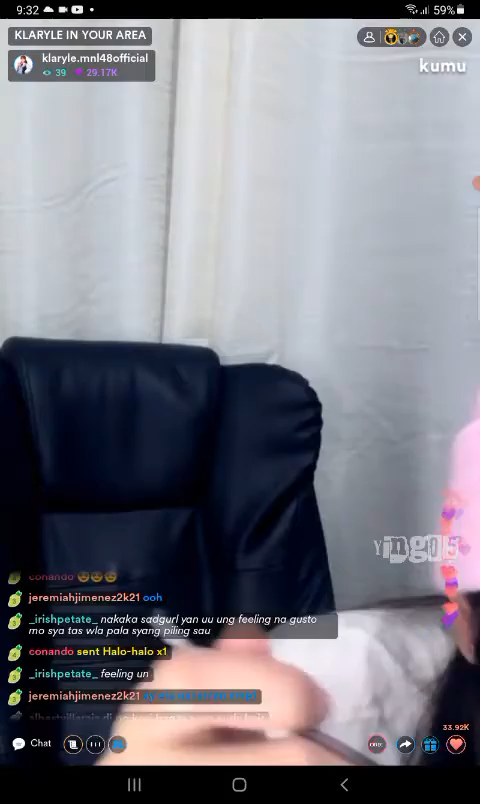 9:32
59%
KLARYLE IN YOUR AREA
klaryle.mnl48official
39 29.17K
kumu
YiNG05
conando
jeremiahjimenez2k21 ooh
_irishpetate_ nakaka sadgurl yan uu ung feeling na gusto
mo sya tas wla pala syang piling sau
conando sent Halo-halo x1
_irishpetate_ feeling un
jeremiahjimenez2k21
33.92K
Chat